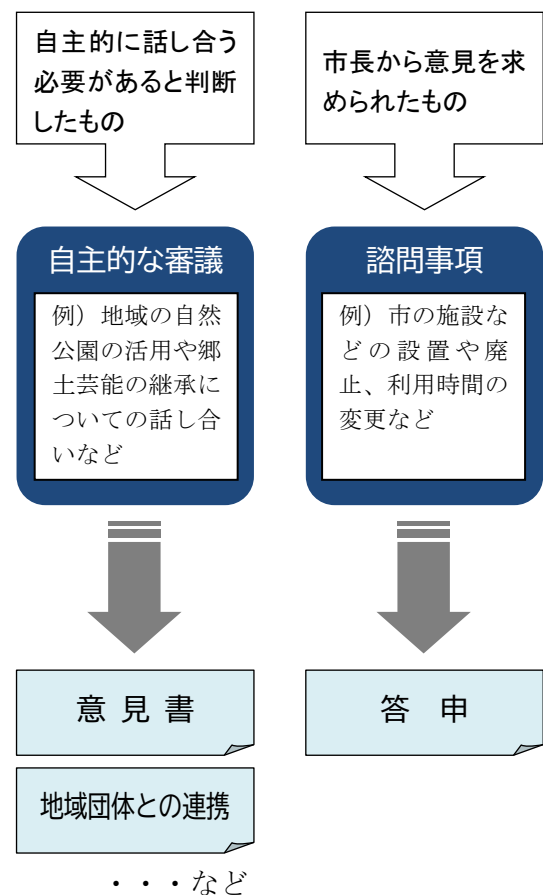 自主的に話し合う
必要があると判断
したもの
自主的な審議
例）地域の自然
公園の活用や郷
土芸能の継承に
ついての話し合
いなど
意見書
地域団体との連携
・・・など
市長から意見を求
められたもの
諮問事項
例）市の施設な
どの設置や廃
止、利用時間の
変更など
答申